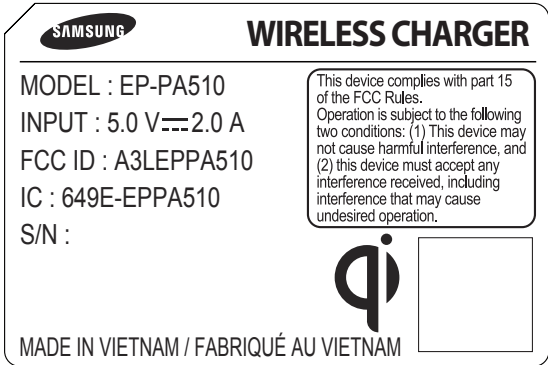 SAMSUNG
WIRELESS CHARGER
MODEL : EP-PA510
INPUT : 5.0 V⎓2.0 A
FCC ID : A3LEPPA510
IC : 649E-EPPA510
S/N :
This device complies with part 15
of the FCC Rules.
Operation is subject to the following
two conditions: (1) This device may
not cause harmful interference, and
(2) this device must accept any
interference received, including
interference that may cause
undesired operation.
qi
MADE IN VIETNAM / FABRIQUÉ AU VIETNAM